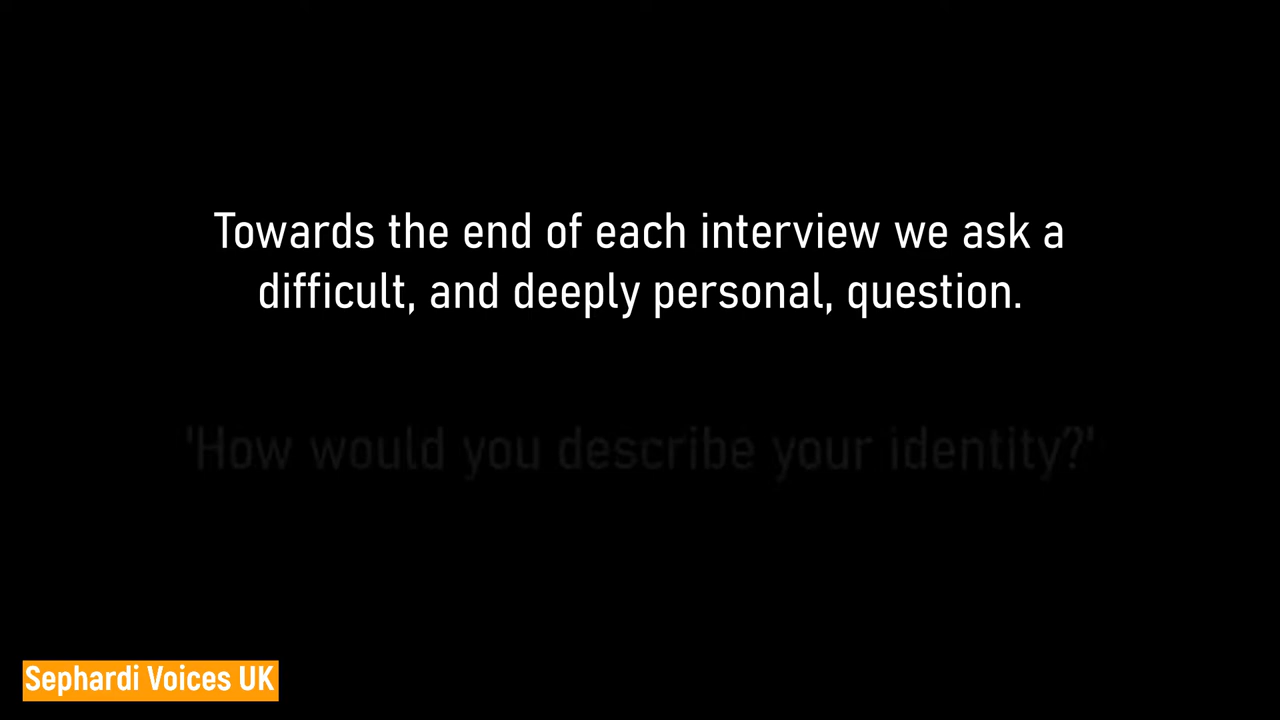 Towards the end of each interview we ask a
difficult, and deeply personal, question.
'How would you describe your identity?'
Sephardi Voices UK